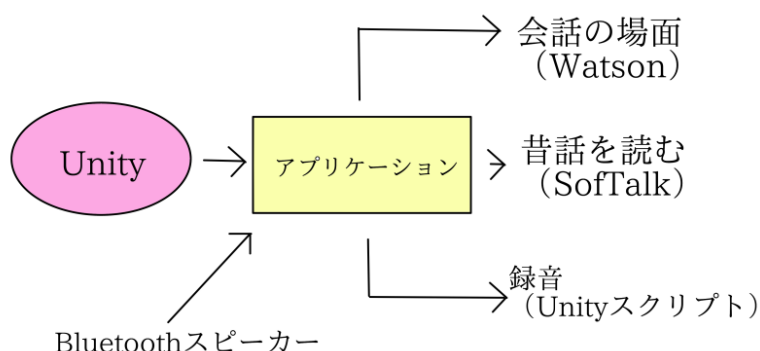 会話の場面
（Watson）
Unity
アプリケーション
昔話を読む
（SofTalk）
録音
（Unityスクリプト）
Bluetoothスピーカー